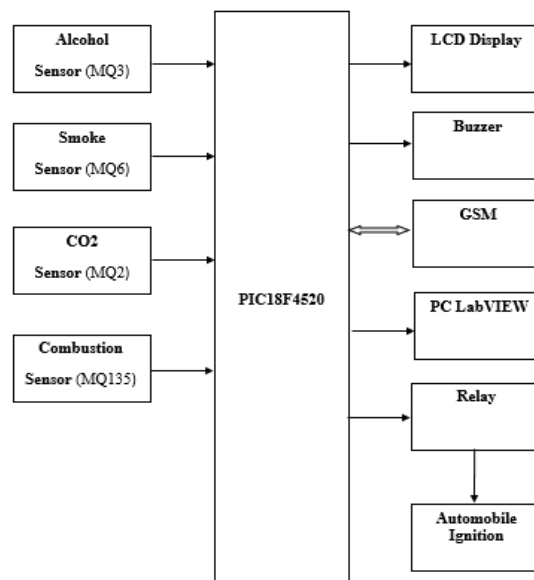 Alcohol
Sensor (MQ3)
Smoke
Sensor (MQ6)
CO2
Sensor (MQ2)
Combustion
Sensor (MQ135)
PIC18F4520
LCD Display
Buzzer
GSM
PC LabVIEW
Relay
Automobile
Ignition